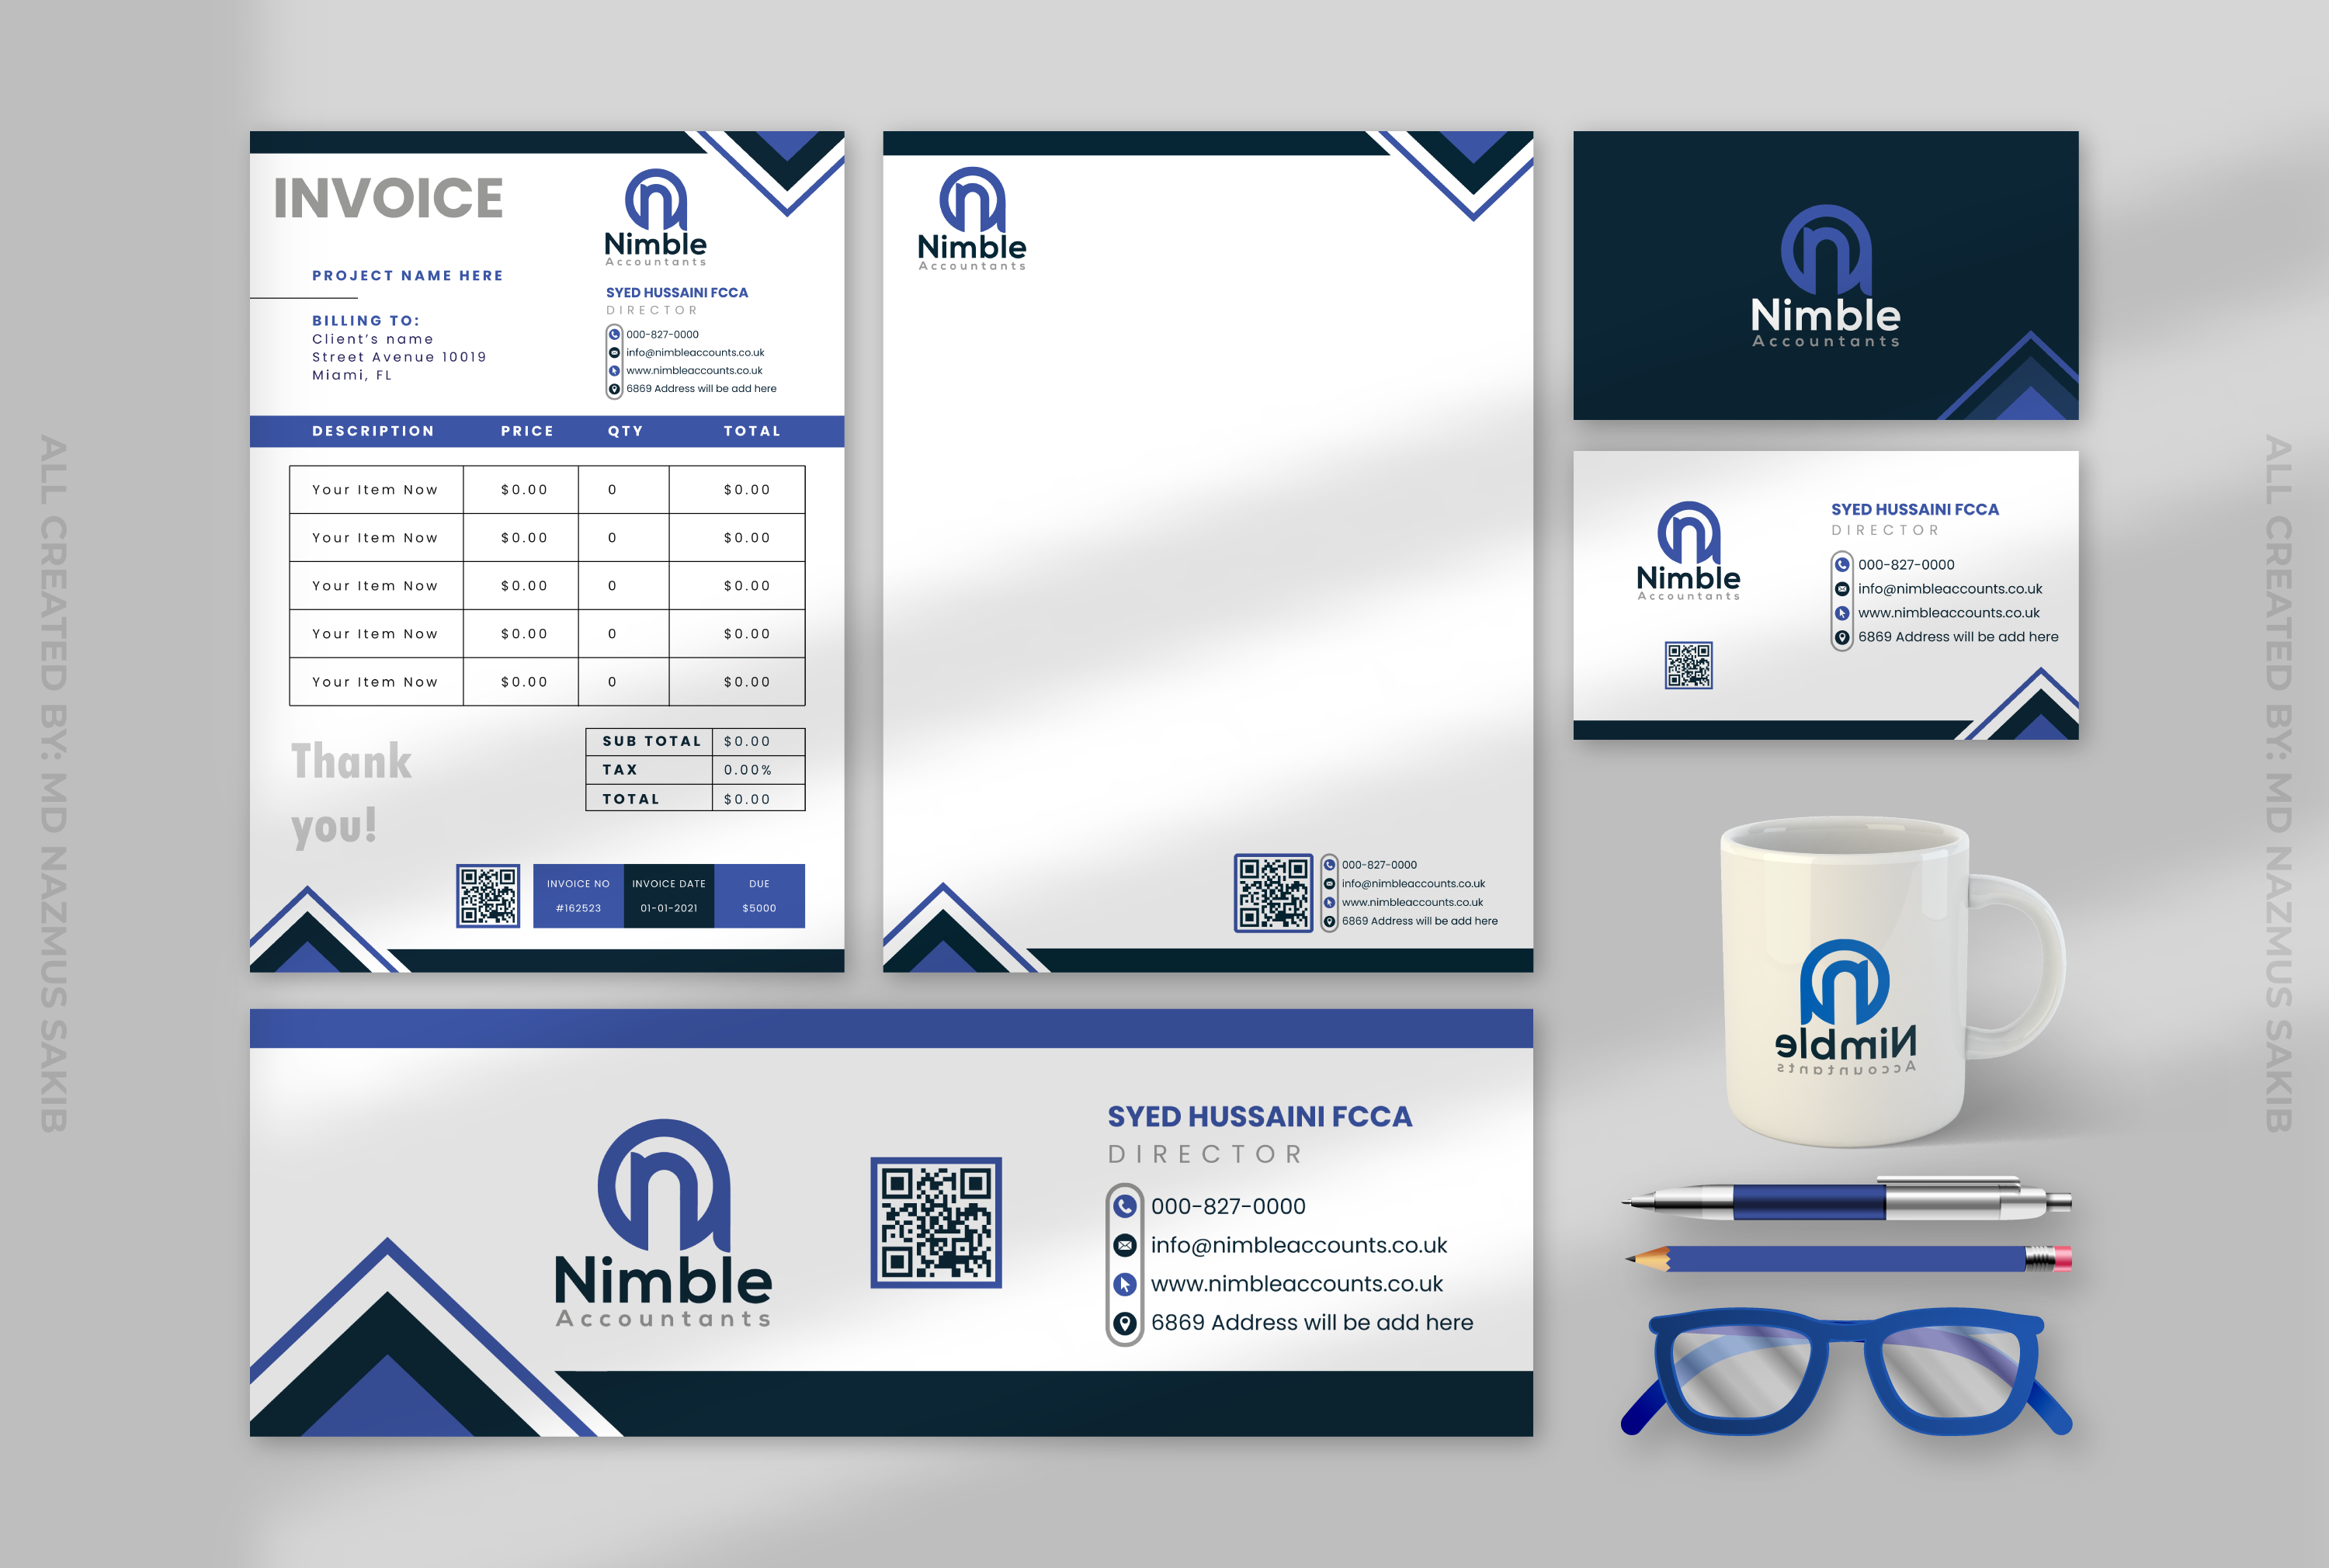 ALL CREATED BY: MD NAZMUS SAKIB
INVOICE
PROJECT NAME HERE
BILLING TO:
Client's name
Street Avenue 10019
Miami, FL
Nimble
Accountants
SYED HUSSAINI FCCA
DIRECTOR
000-827-0000
info@nimbleaccounts.co.uk
www.nimbleaccounts.co.uk
6869 Address will be add here
DESCRIPTION PRICE QTY TOTAL
Your Item Now $0.00 0 $0.00
Your Item Now $0.00 0 $0.00
Your Item Now $0.00 0 $0.00
Your Item Now $0.00 0 $0.00
Your Item Now $0.00 0 $0.00
SUB TOTAL $0.00
TAX 0.00%
TOTAL $0.00
Thank
you!
INVOICE NO INVOICE DATE DUE
#162523 01-01-2021 $5000
Nimble
Accountants
000-827-0000
info@nimbleaccounts.co.uk
www.nimbleaccounts.co.uk
6869 Address will be add here
Nimble
Accountants
Nimble
Accountants
SYED HUSSAINI FCCA
DIRECTOR
000-827-0000
info@nimbleaccounts.co.uk
www.nimbleaccounts.co.uk
6869 Address will be add here
Nimble
Accountants
Nimble
Accountants
SYED HUSSAINI FCCA
DIRECTOR
000-827-0000
info@nimbleaccounts.co.uk
www.nimbleaccounts.co.uk
6869 Address will be add here
ALL CREATED BY: MD NAZMUS SAKIB